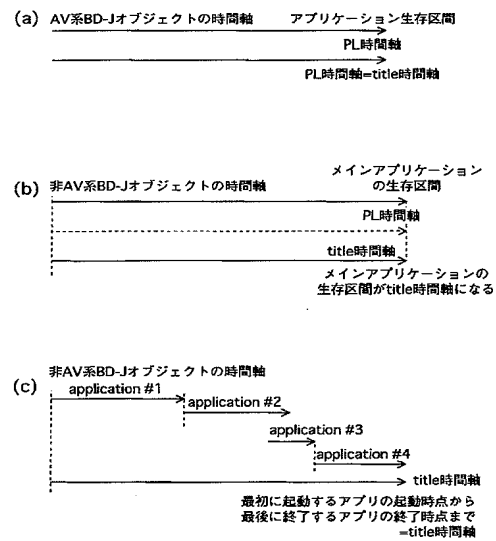 (a)
AV系BD-Jオブジェクトの時間軸
アプリケーション生存区間
PL時間軸
PL時間軸=title時間軸
(b)
非AV系BD-Jオブジェクトの時間軸
メインアプリケーション
の生存区間
PL時間軸
title時間軸
メインアプリケーションの
生存区間がtitle時間軸になる
(c)
非AV系BD-Jオブジェクトの時間軸
application #1
application #2
application #3
application #4
title時間軸
最初に起動するアプリの起動時点から
最後に終了するアプリの終了時点まで
=title時間軸